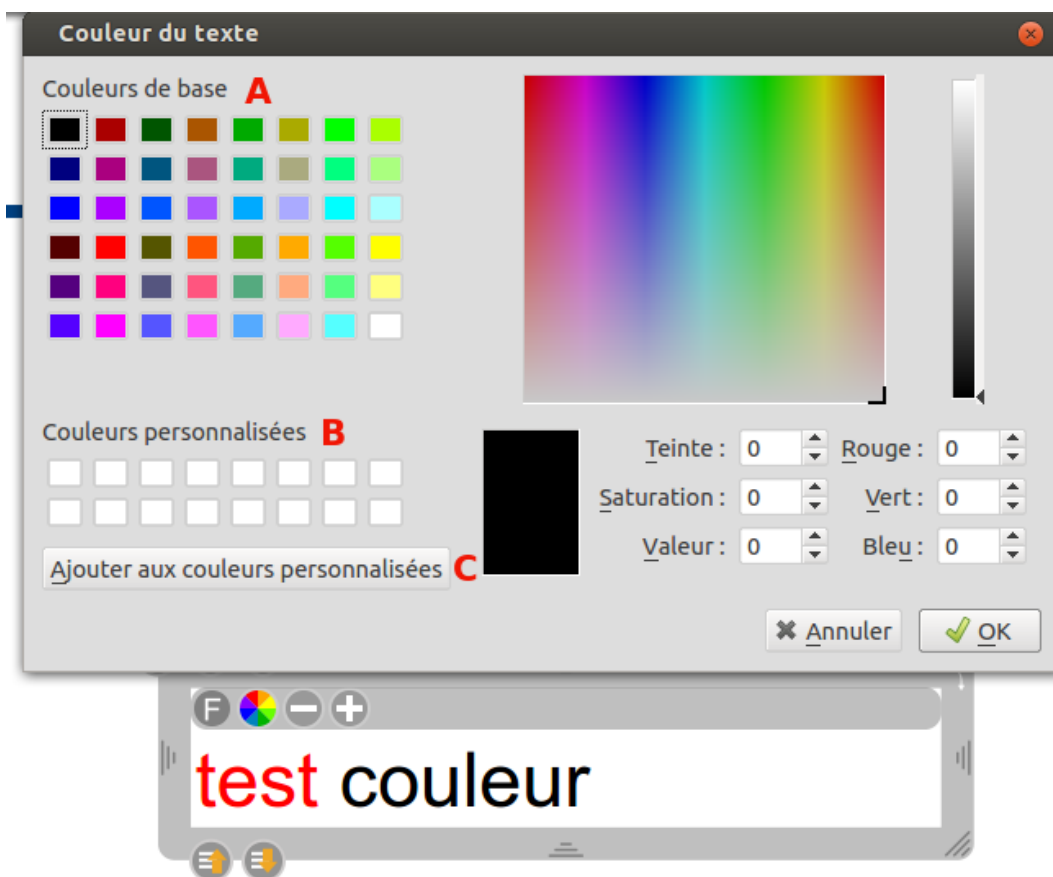 Couleur du texte
Couleurs de base A
Couleurs personnalisées B
Ajouter aux couleurs personnalisées C
Teinte : 0 Rouge : 0
Saturation : 0 Vert : 0
Valeur : 0 Bleu : 0
Annuler OK
F
test couleur